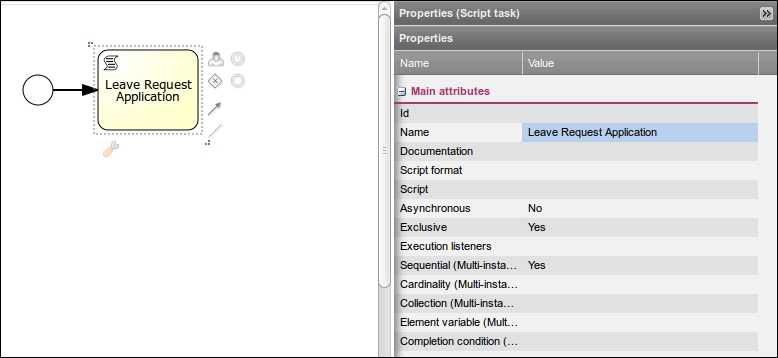 Leave Request
Application
Properties (Script task)
Properties
Name Value
Main attributes
Id
Name Leave Request Application
Documentation
Script format
Script
Asynchronous No
Exclusive Yes
Execution listeners
Sequential (Multi-insta... Yes
Cardinality (Multi-insta...
Collection (Multi-insta...
Element variable (Mult...
Completion condition (...